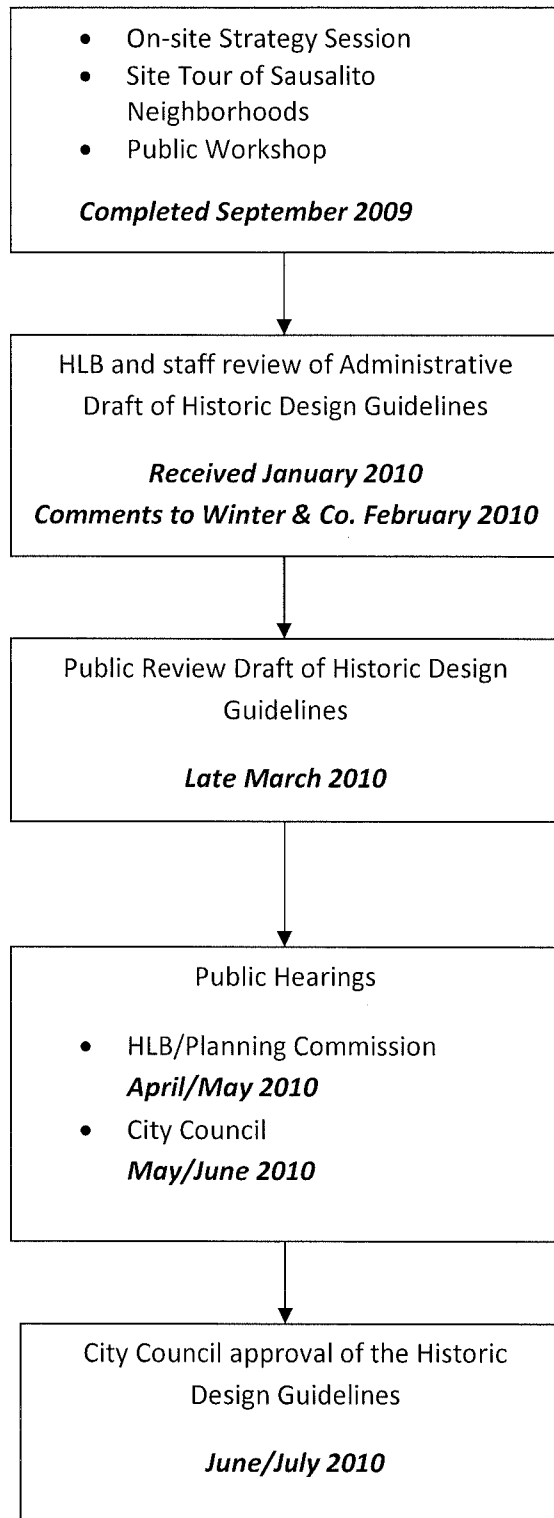 • On-site Strategy Session
• Site Tour of Sausalito
Neighborhoods
• Public Workshop
Completed September 2009
HLB and staff review of Administrative
Draft of Historic Design Guidelines
Received January 2010
Comments to Winter & Co. February 2010
Public Review Draft of Historic Design
Guidelines
Late March 2010
Public Hearings
• HLB/Planning Commission
April/May 2010
• City Council
May/June 2010
City Council approval of the Historic
Design Guidelines
June/July 2010